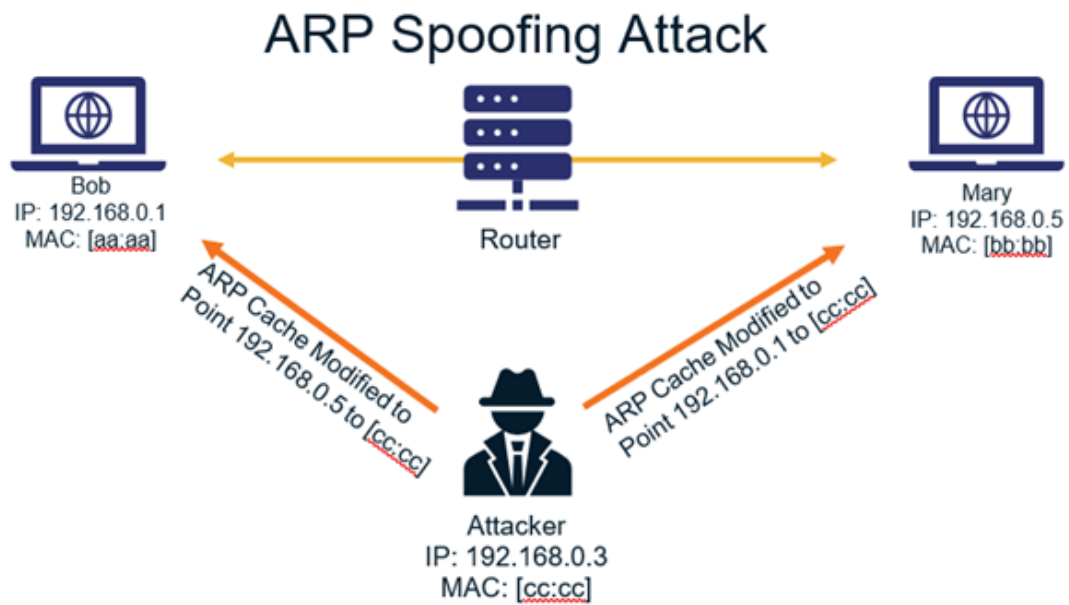 ARP Spoofing Attack
Bob
IP: 192.168.0.1
MAC: [aa:aa]
Router
Mary
IP: 192.168.0.5
MAC: [bb:bb]
ARP Cache Modified to
Point 192.168.0.5 to [cc:cc]
ARP Cache Modified to
Point 192.168.0.1 to [cc:cc]
Attacker
IP: 192.168.0.3
MAC: [cc:cc]